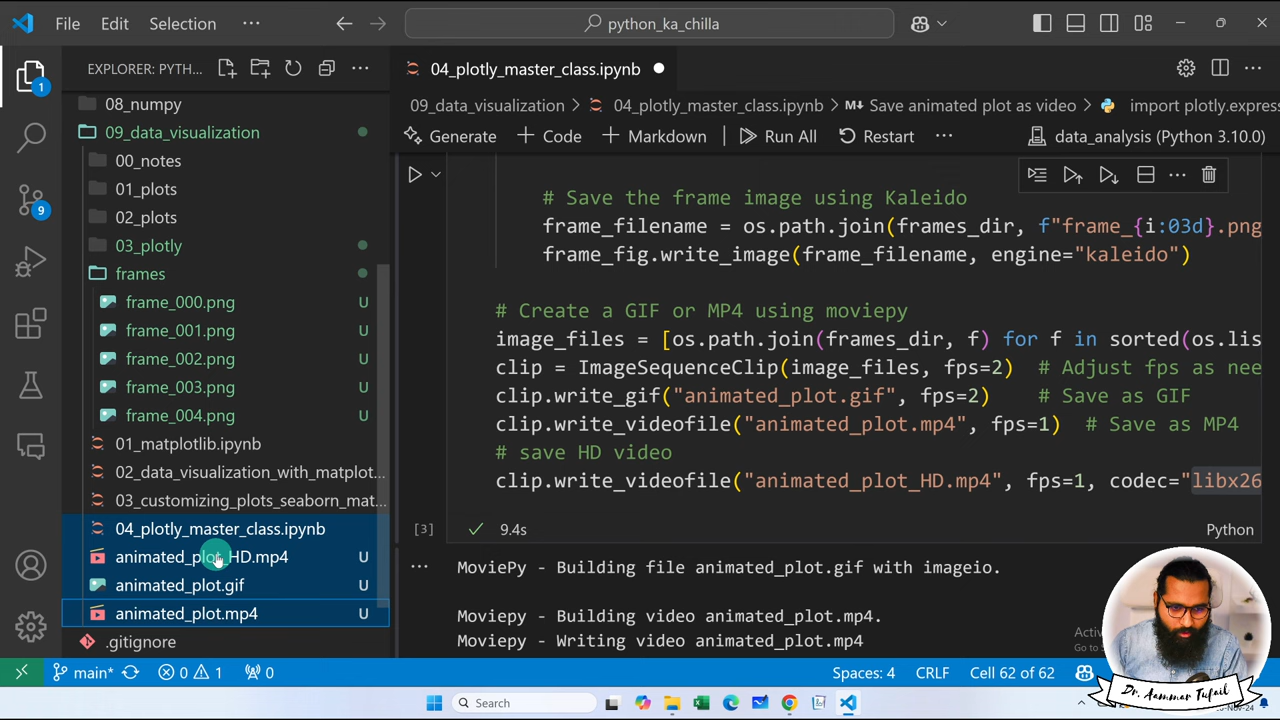 File Edit Selection ··· python_ka_chilla
EXPLORER: PYTH... ···
04_plotly_master_class.ipynb
09_data_visualization > 04_plotly_master_class.ipynb > M↓ Save animated plot as video > import plotly.express
Generate + Code + Markdown Run All Restart ··· data_analysis (Python 3.10.0)
1
9
08_numpy
09_data_visualization
00_notes
01_plots
02_plots
03_plotly
frames
frame_000.png U
frame_001.png U
frame_002.png U
frame_003.png U
frame_004.png U
01_matplotlib.ipynb
02_data_visualization_with_matplot...
03_customizing_plots_seaborn_mat...
04_plotly_master_class.ipynb
animated_plot_HD.mp4 U
animated_plot.gif U
animated_plot.mp4 U
.gitignore
# Save the frame image using Kaleido
frame_filename = os.path.join(frames_dir, f"frame_{i:03d}.png
frame_fig.write_image(frame_filename, engine="kaleido")
# Create a GIF or MP4 using moviepy
image_files = [os.path.join(frames_dir, f) for f in sorted(os.lis
clip = ImageSequenceClip(image_files, fps=2) # Adjust fps as nee
clip.write_gif("animated_plot.gif", fps=2) # Save as GIF
clip.write_videofile("animated_plot.mp4", fps=1) # Save as MP4
# save HD video
clip.write_videofile("animated_plot_HD.mp4", fps=1, codec="libx26
[3] 9.4s Python
··· MoviePy - Building file animated_plot.gif with imageio.
Moviepy - Building video animated_plot.mp4.
Moviepy - Writing video animated_plot.mp4
Dr. Aammar Tufail
main* 0 1 0 Spaces: 4 CRLF Cell 62 of 62
Search